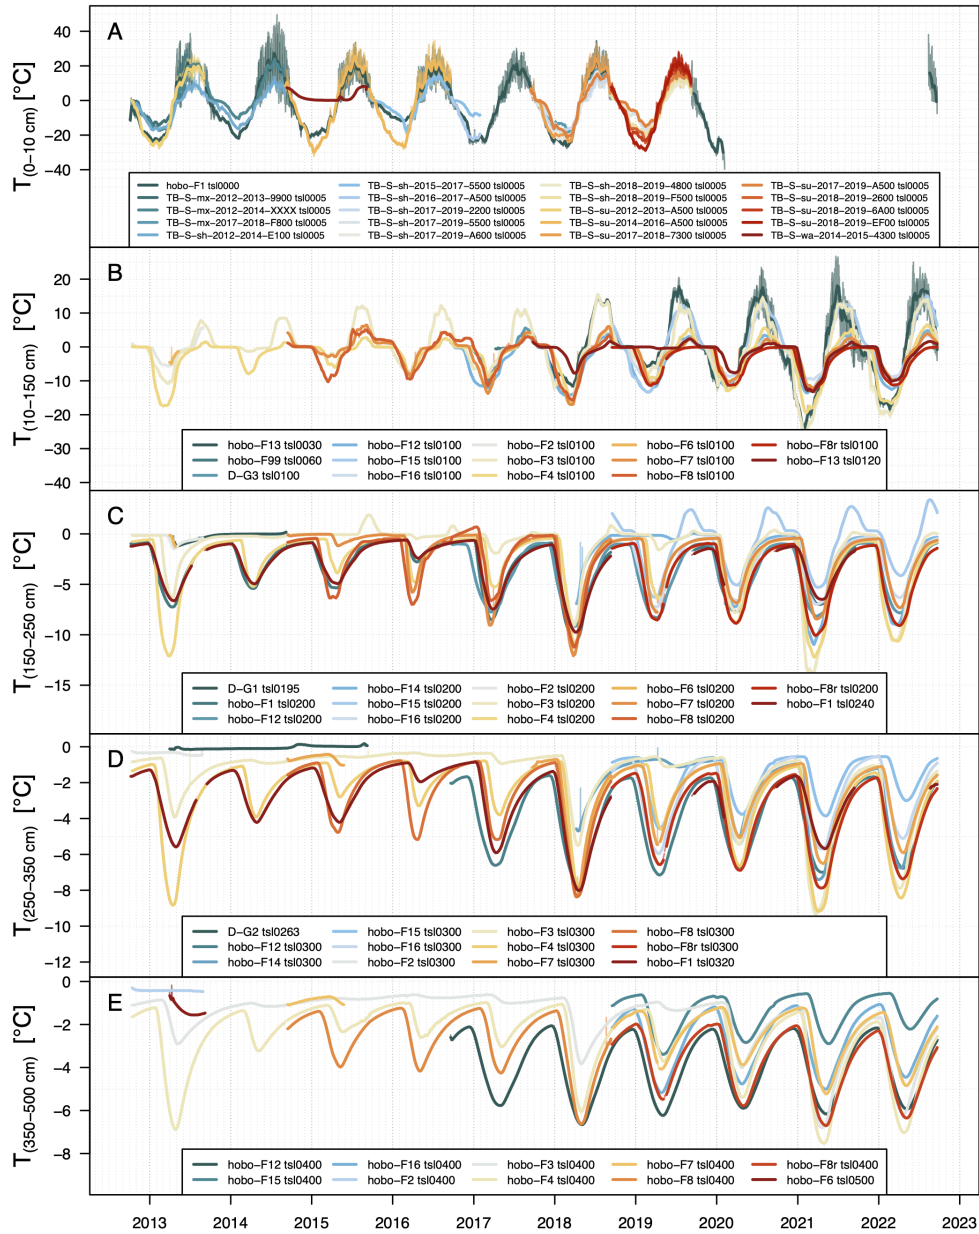 A
T(0−10 cm) [°C]
40
20
0
−20
−40
hobo−F1 tsl0000 TB−S−sh−2015−2017−5500 tsl0005 TB−S−sh−2018−2019−4800 tsl0005 TB−S−su−2017−2019−A500 tsl0005
TB−S−mx−2012−2013−9900 tsl0005 TB−S−sh−2016−2017−A500 tsl0005 TB−S−sh−2018−2019−F500 tsl0005 TB−S−su−2018−2019−2600 tsl0005
TB−S−mx−2012−2014−XXXX tsl0005 TB−S−sh−2017−2019−2200 tsl0005 TB−S−su−2012−2013−A500 tsl0005 TB−S−su−2018−2019−6A00 tsl0005
TB−S−mx−2017−2018−F800 tsl0005 TB−S−sh−2017−2019−5500 tsl0005 TB−S−su−2014−2016−A500 tsl0005 TB−S−su−2018−2019−EF00 tsl0005
TB−S−sh−2012−2014−E100 tsl0005 TB−S−sh−2017−2019−A600 tsl0005 TB−S−su−2017−2018−7300 tsl0005 TB−S−wa−2014−2015−4300 tsl0005
B
T(10−150 cm) [°C]
20
10
0
−10
−20
−30
−40
hobo−F13 tsl0030 hobo−F12 tsl0100 hobo−F2 tsl0100 hobo−F6 tsl0100 hobo−F8r tsl0100
hobo−F99 tsl0060 hobo−F15 tsl0100 hobo−F3 tsl0100 hobo−F7 tsl0100 hobo−F13 tsl0120
D−G3 tsl0100 hobo−F16 tsl0100 hobo−F4 tsl0100 hobo−F8 tsl0100
C
T(150−250 cm) [°C]
0
−5
−10
−15
D−G1 tsl0195 hobo−F14 tsl0200 hobo−F2 tsl0200 hobo−F6 tsl0200 hobo−F8r tsl0200
hobo−F1 tsl0200 hobo−F15 tsl0200 hobo−F3 tsl0200 hobo−F7 tsl0200 hobo−F1 tsl0240
hobo−F12 tsl0200 hobo−F16 tsl0200 hobo−F4 tsl0200 hobo−F8 tsl0200
D
T(250−350 cm) [°C]
0
−2
−4
−6
−8
−10
−12
D−G2 tsl0263 hobo−F15 tsl0300 hobo−F3 tsl0300 hobo−F8 tsl0300
hobo−F12 tsl0300 hobo−F16 tsl0300 hobo−F4 tsl0300 hobo−F8r tsl0300
hobo−F14 tsl0300 hobo−F2 tsl0300 hobo−F7 tsl0300 hobo−F1 tsl0320
E
T(350−500 cm) [°C]
0
−2
−4
−6
−8
hobo−F12 tsl0400 hobo−F16 tsl0400 hobo−F3 tsl0400 hobo−F7 tsl0400 hobo−F8r tsl0400
hobo−F15 tsl0400 hobo−F2 tsl0400 hobo−F4 tsl0400 hobo−F8 tsl0400 hobo−F6 tsl0500
2013 2014 2015 2016 2017 2018 2019 2020 2021 2022 2023